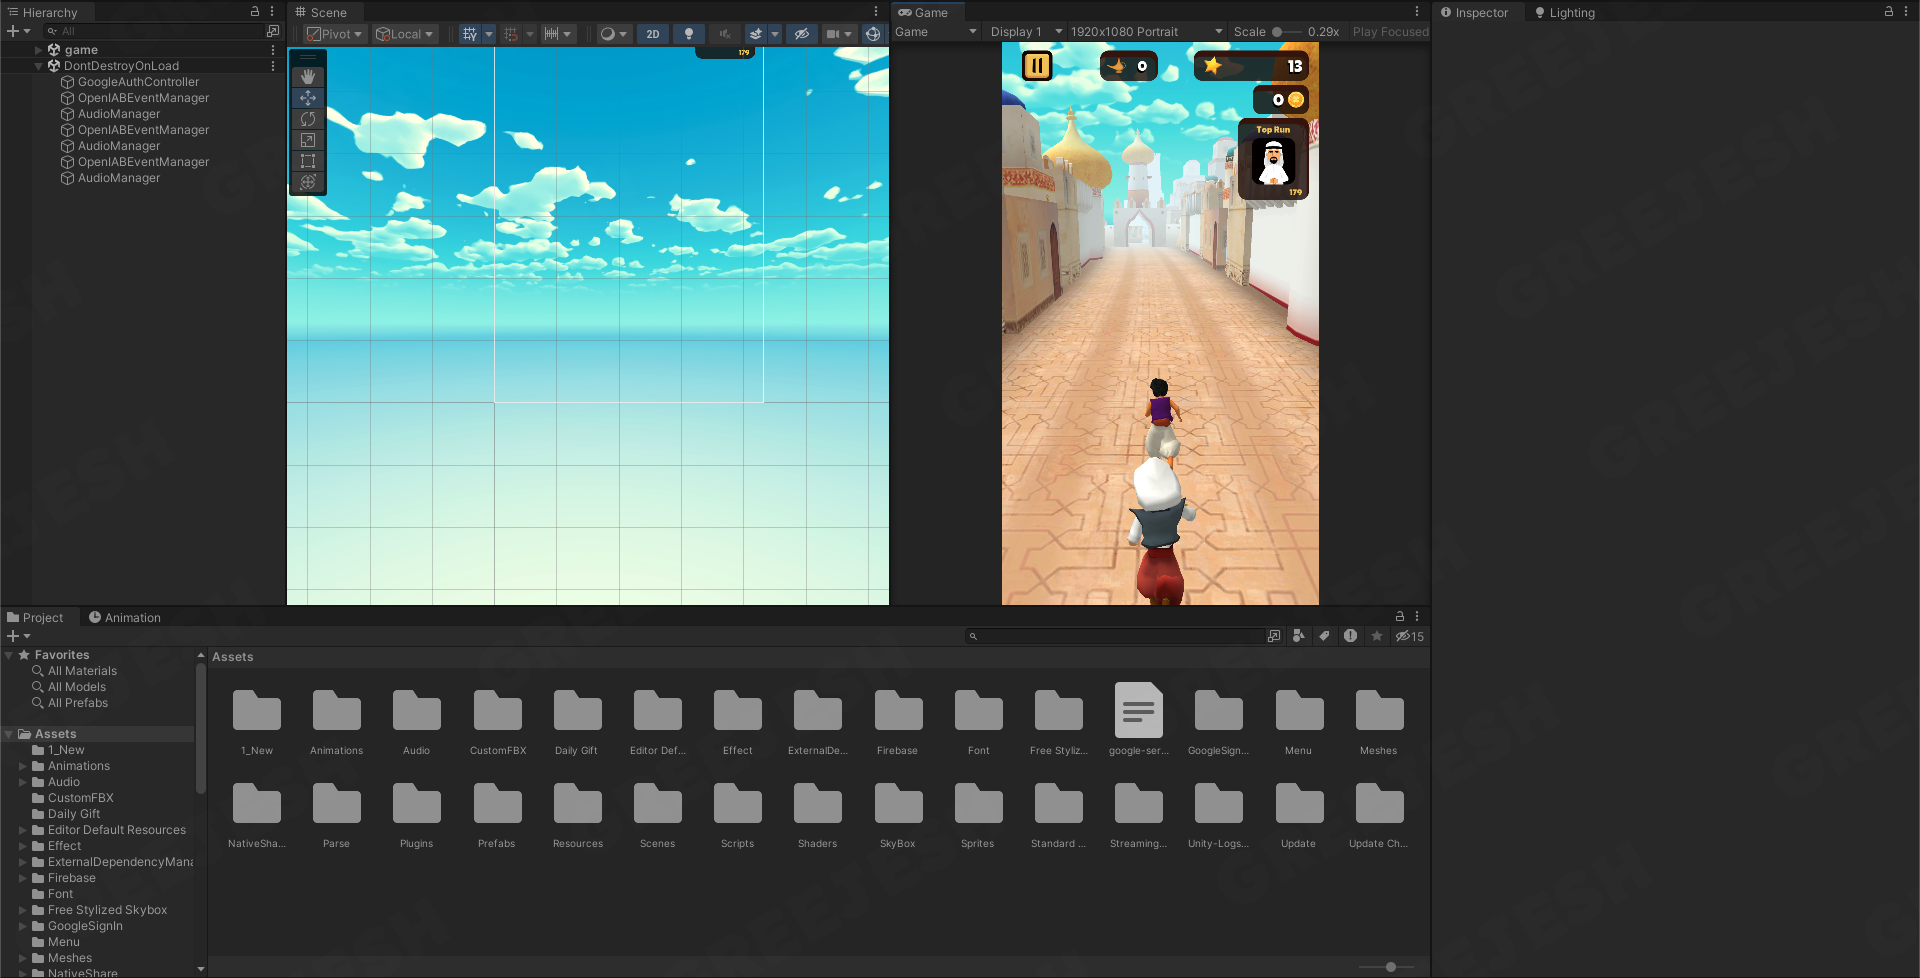 Hierarchy
Scene
Game
Inspector
Lighting
All
Pivot
Local
2D
Game
Display 1
1920x1080 Portrait
Scale
0.29x
Play Focused
game
DontDestroyOnLoad
GoogleAuthController
OpenIABEventManager
AudioManager
OpenIABEventManager
AudioManager
OpenIABEventManager
AudioManager
179
0
13
0
Top Run
179
Project
Animation
15
Favorites
All Materials
All Models
All Prefabs
Assets
1_New
Animations
Audio
CustomFBX
Daily Gift
Editor Default Resources
Effect
ExternalDependencyMana
Firebase
Font
Free Stylized Skybox
GoogleSignIn
Menu
Meshes
NativeShare
Assets
1_New
Animations
Audio
CustomFBX
Daily Gift
Editor Def...
Effect
ExternalDe...
Firebase
Font
Free Styliz...
google-ser...
GoogleSign...
Menu
Meshes
NativeSha...
Parse
Plugins
Prefabs
Resources
Scenes
Scripts
Shaders
SkyBox
Sprites
Standard ...
Streaming...
Unity-Logs...
Update
Update Ch...
GREEJESH